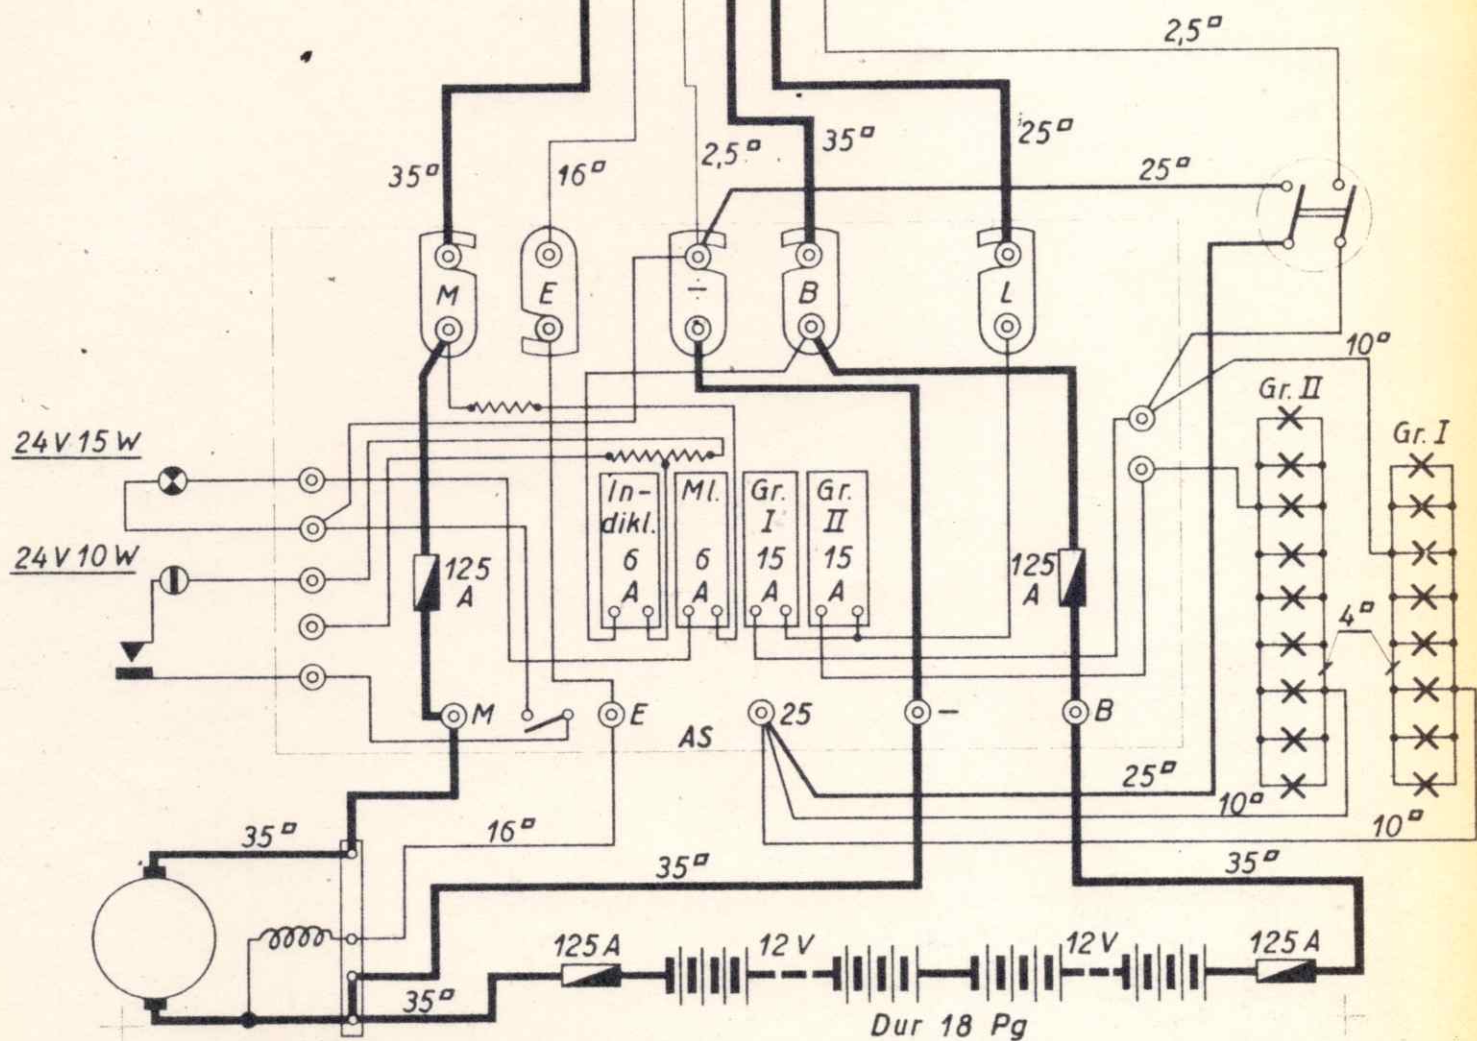 2,5▫
35▫
16▫
2,5▫
35▫
25▫
25▫
M
E
–
B
L
10▫
Gr. II
Gr. I
24 V 15 W
24 V 10 W
125 A
In-
dikl.
6
A
Ml.
6
A
Gr.
I
15
A
Gr.
II
15
A
125 A
4▫
M
E
AS
25
–
B
25▫
10▫
10▫
35▫
16▫
35▫
35▫
125 A
12 V
12 V
125 A
35▫
Dur 18 Pg